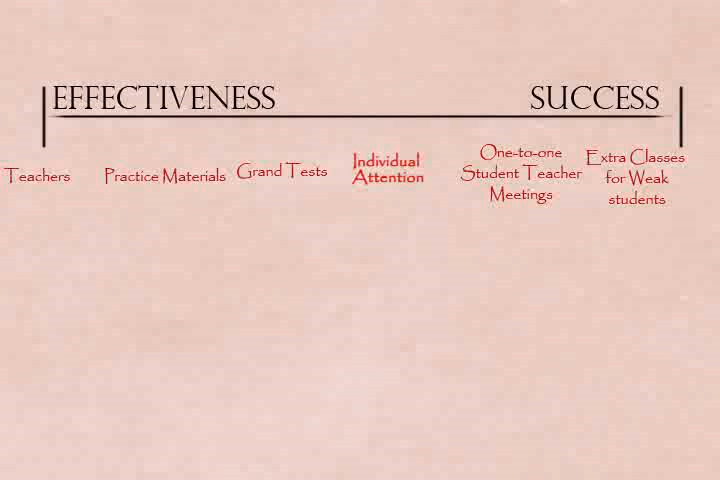 EFFECTIVENESS SUCCESS
Teachers
Practice Materials
Grand Tests
Individual
Attention
One-to-one
Student Teacher
Meetings
Extra Classes
for Weak
students